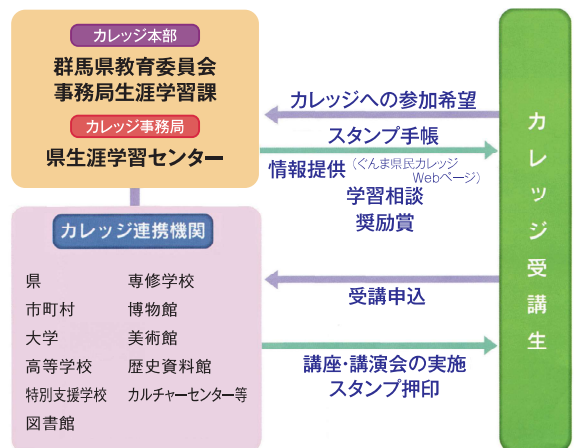 カレッジ本部
群馬県教育委員会
事務局生涯学習課
カレッジ事務局
県生涯学習センター
カレッジへの参加希望
スタンプ手帳
情報提供（ぐんま県民カレッジ
Webページ）
学習相談
奨励賞
カレッジ連携機関
県
市町村
大学
高等学校
特別支援学校
図書館
専修学校
博物館
美術館
歴史資料館
カルチャーセンター等
受講申込
講座・講演会の実施
スタンプ押印
カレッジ受講生